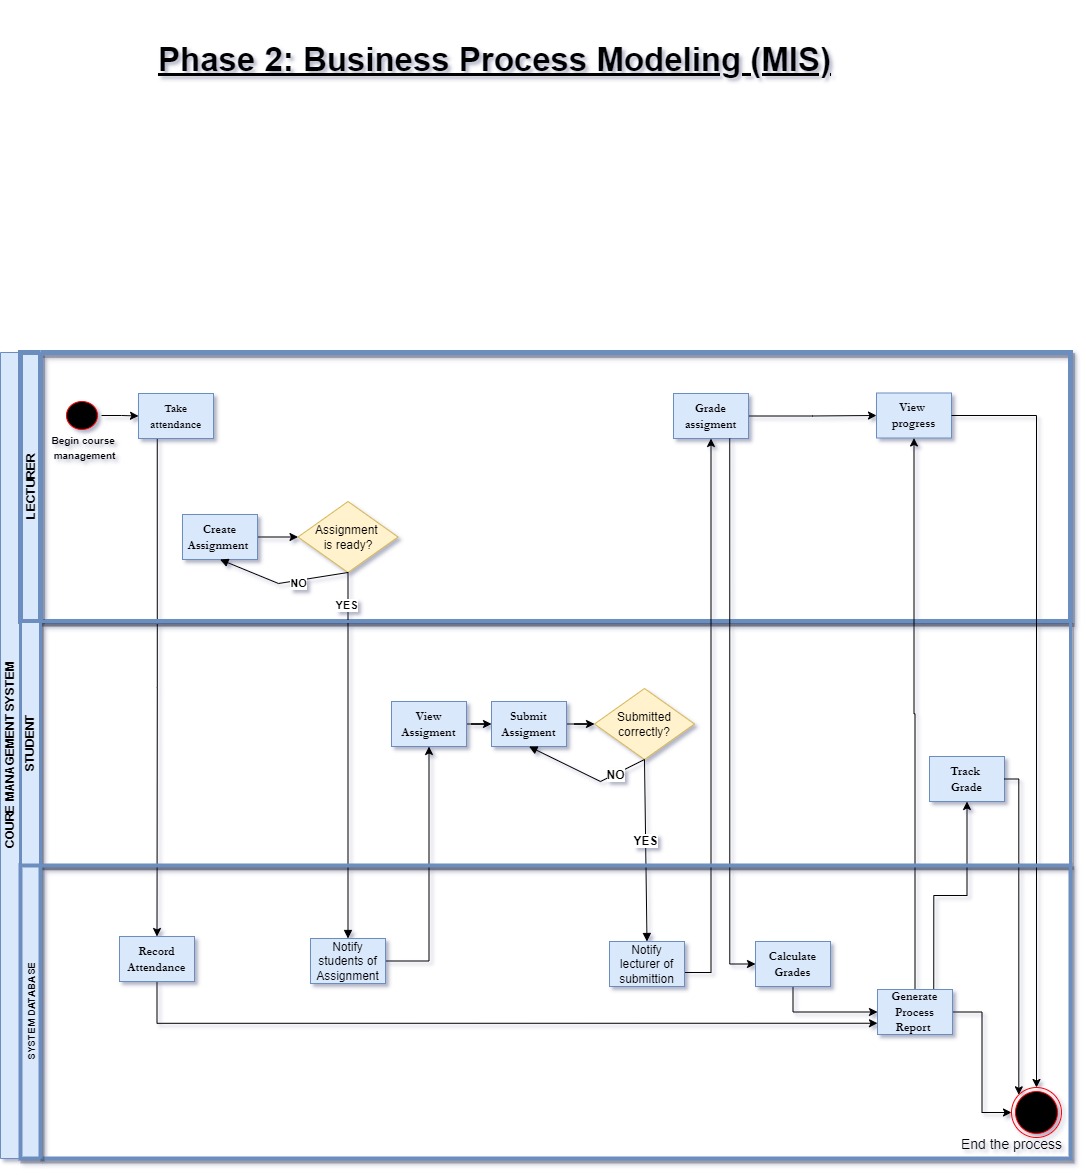 Phase 2: Business Process Modeling (MIS)
COURE MANAGEMENT SYSTEM
LECTURER
Begin course
management
Take
attendance
Create
Assignment
Assignment
is ready?
NO
YES
Grade
assigment
View
progress
STUDENT
View
Assigment
Submit
Assigment
Submitted
correctly?
NO
YES
Track
Grade
SYSTEM DATABASE
Record
Attendance
Notify
students of
Assignment
Notify
lecturer of
submittion
Calculate
Grades
Generate
Process
Report
End the process